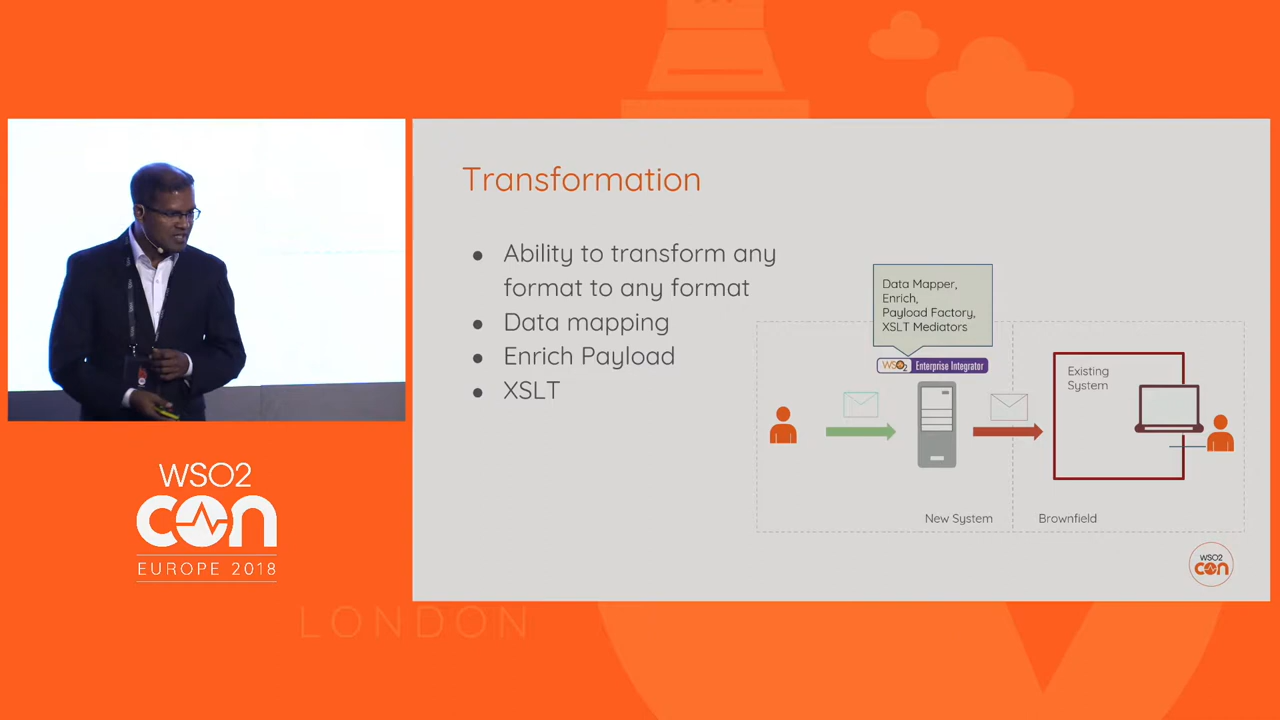 Transformation
● Ability to transform any
format to any format
● Data mapping
● Enrich Payload
● XSLT
Data Mapper,
Enrich,
Payload Factory,
XSLT Mediators
WSO2 Enterprise Integrator
Existing
System
New System
Brownfield
WSO2
con
WSO2
con
EUROPE 2018
LONDON